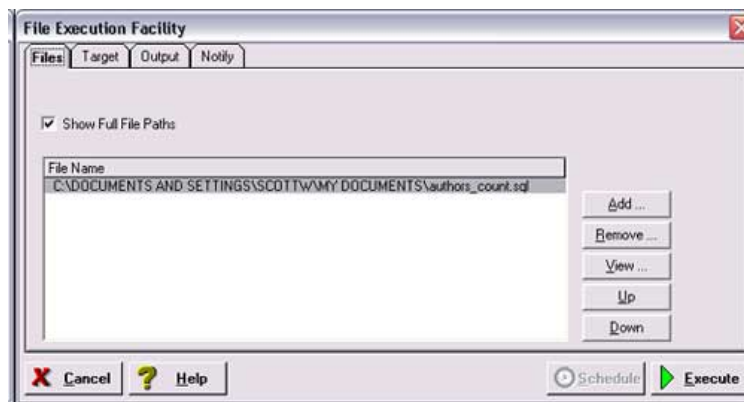 File Execution Facility
Files Target Output Notify
Show Full File Paths
File Name
C:\DOCUMENTS AND SETTINGS\SCOTTW\MY DOCUMENTS\authors_count.sql
Add ...
Remove ...
View ...
Up
Down
Cancel Help Schedule Execute